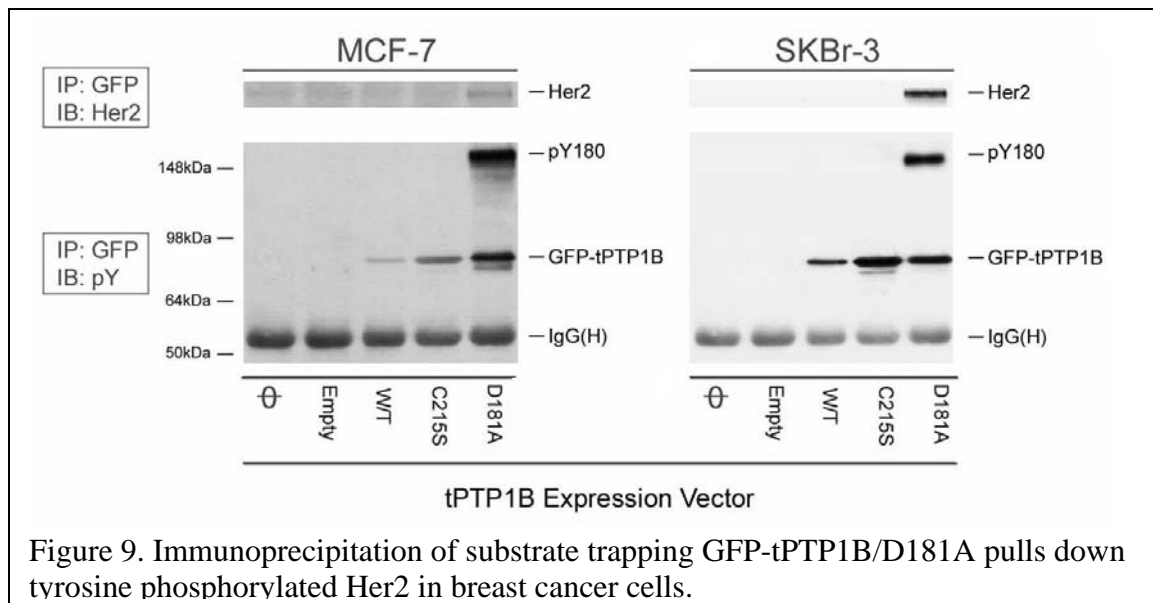 MCF-7
SKBr-3
IP: GFP
IB: Her2
Her2
Her2
pY180
pY180
148kDa
98kDa
IP: GFP
IB: pY
GFP-tPTP1B
GFP-tPTP1B
64kDa
IgG(H)
IgG(H)
50kDa
θ
Empty
W/T
C215S
D181A
θ
Empty
W/T
C215S
D181A
tPTP1B Expression Vector
Figure 9. Immunoprecipitation of substrate trapping GFP-tPTP1B/D181A pulls down
tyrosine phosphorylated Her2 in breast cancer cells.